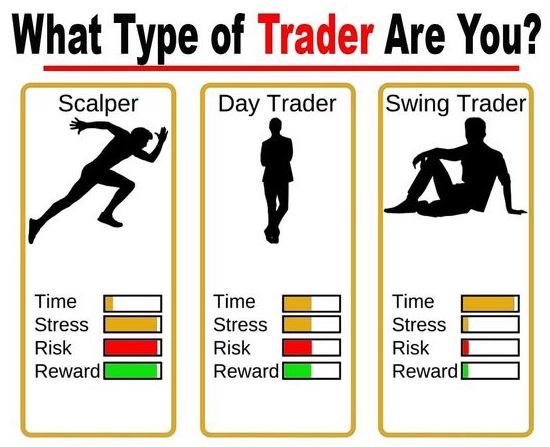 What Type of Trader Are You?
Scalper
Time
Stress
Risk
Reward
Day Trader
Time
Stress
Risk
Reward
Swing Trader
Time
Stress
Risk
Reward